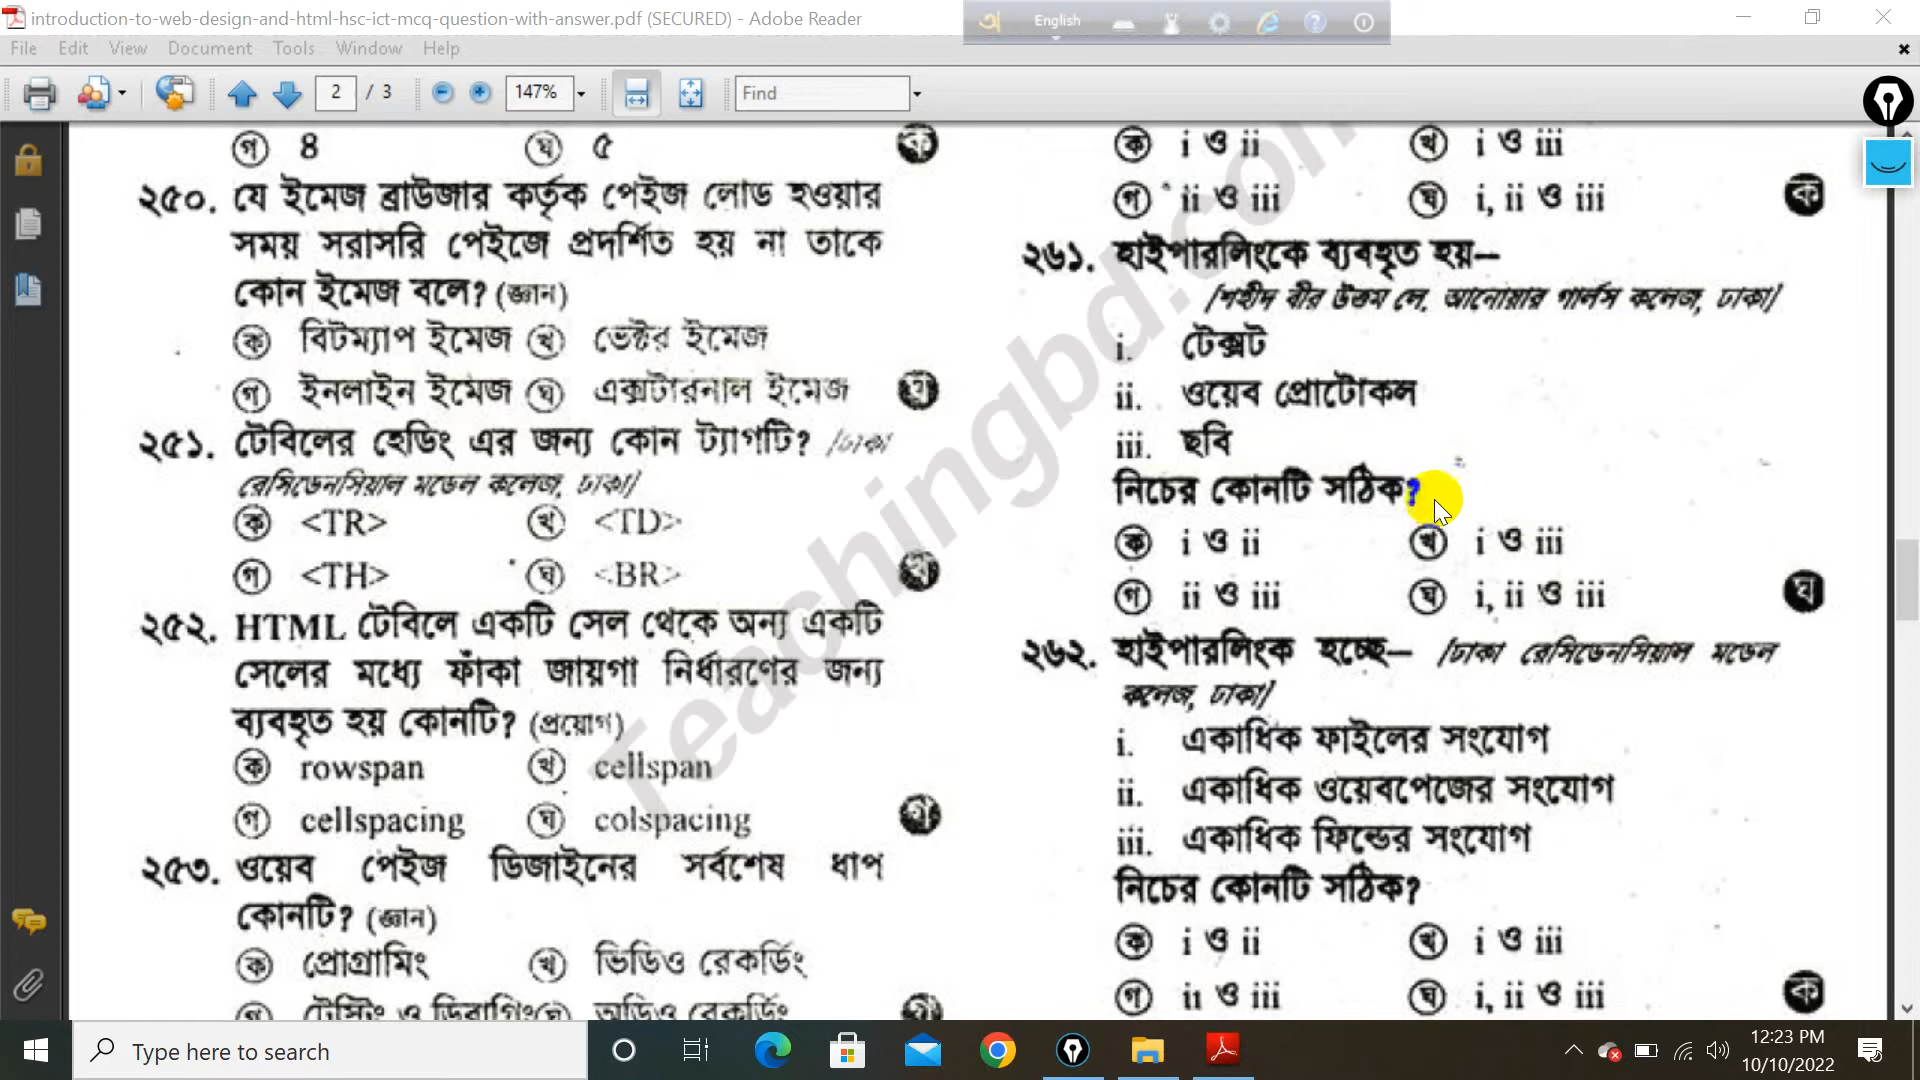 introduction-to-web-design-and-html-hsc-ict-mcq-question-with-answer.pdf (SECURED) - Adobe Reader
English
File Edit View Document Tools Window Help
2 / 3 147% Find
গ ৪ ঘ ৫ ক
২৫০. যে ইমেজ ব্রাউজার কর্তৃক পেইজ লোড হওয়ার
সময় সরাসরি পেইজে প্রদর্শিত হয় না তাকে
কোন ইমেজ বলে? (জ্ঞান)
ক বিটম্যাপ ইমেজ খ ভেক্টর ইমেজ
গ ইনলাইন ইমেজ ঘ এক্সটারনাল ইমেজ ঘ
২৫১. টেবিলের হেডিং এর জন্য কোন ট্যাগটি? [ঢাকা
রেসিডেনসিয়াল মডেল কলেজ, ঢাকা]
ক <TR> খ <TD>
গ <TH> ঘ <BR>
২৫২. HTML টেবিলে একটি সেল থেকে অন্য একটি
সেলের মধ্যে ফাঁকা জায়গা নির্ধারণের জন্য
ব্যবহৃত হয় কোনটি? (প্রয়োগ)
ক rowspan খ cellspan
গ cellspacing ঘ colspacing
২৫৩. ওয়েব পেইজ ডিজাইনের সর্বশেষ ধাপ
কোনটি? (জ্ঞান)
ক প্রোগ্রামিং খ ভিডিও রেকর্ডিং
গ টেস্টিং ও ডিবাগিং ঘ অডিও রেকর্ডিং
ক i ও ii খ i ও iii
গ ii ও iii ঘ i, ii ও iii ক
২৬১. হাইপারলিংকে ব্যবহৃত হয়–
[শহীদ বীর উত্তম লে. আনোয়ার গার্লস কলেজ, ঢাকা]
i. টেক্সট
ii. ওয়েব প্রোটোকল
iii. ছবি
নিচের কোনটি সঠিক?
ক i ও ii খ i ও iii
গ ii ও iii ঘ i, ii ও iii ঘ
২৬২. হাইপারলিংক হচ্ছে– [ঢাকা রেসিডেনসিয়াল মডেল
কলেজ, ঢাকা]
i. একাধিক ফাইলের সংযোগ
ii. একাধিক ওয়েবপেজের সংযোগ
iii. একাধিক ফিল্ডের সংযোগ
নিচের কোনটি সঠিক?
ক i ও ii খ i ও iii
গ ii ও iii ঘ i, ii ও iii ক
Teachingbd.com
Type here to search
12:23 PM
10/10/2022